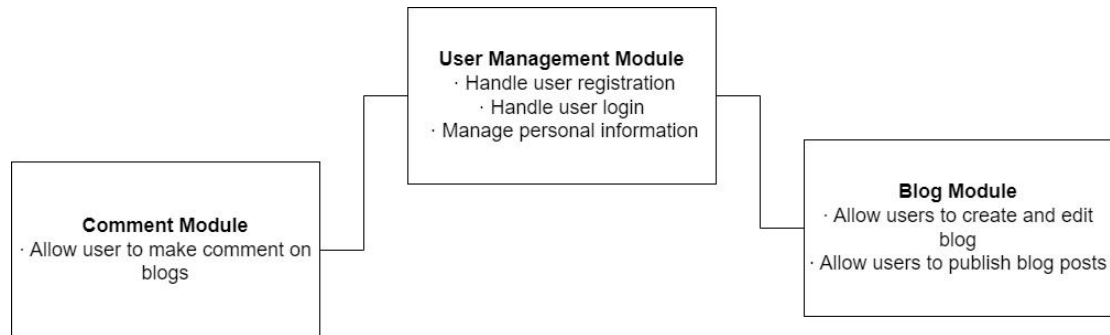 User Management Module
· Handle user registration
· Handle user login
· Manage personal information
Comment Module
· Allow user to make comment on
blogs
Blog Module
· Allow users to create and edit
blog
· Allow users to publish blog posts